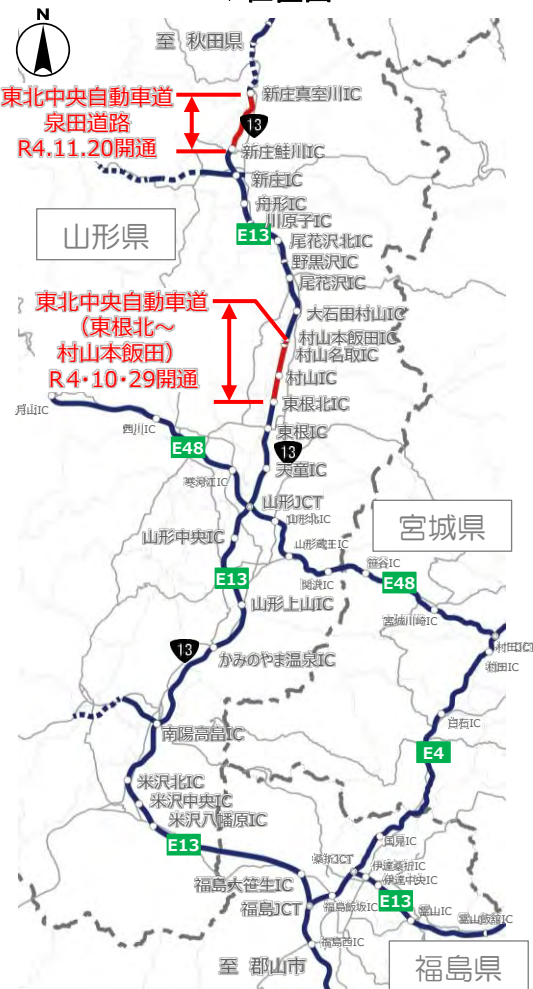 N
至 秋田県
新庄真室川IC
東北中央自動車道
泉田道路
R4.11.20開通
13
新庄鮭川IC
新庄IC
舟形IC
川原子IC
山形県
E13
尾花沢北IC
野黒沢IC
尾花沢IC
東北中央自動車道
(東根北~
村山本飯田)
R4・10・29開通
大石田村山IC
村山本飯田IC
村山名取IC
村山IC
東根北IC
月山IC
西川IC
東根IC
E48
13
天童IC
寒河江IC
山形JCT
山形北IC
宮城県
山形中央IC
山形蔵王IC
笹谷IC
関沢IC
E48
E13
山形上山IC
宮城川崎IC
13
村田JCT
かみのやま温泉IC
村田IC
白石IC
南陽高畠IC
E4
米沢北IC
米沢中央IC
米沢八幡原IC
国見IC
E13
桑折JCT
伊達桑折IC
福島大笹生IC
伊達中央IC
E13
福島JCT
福島飯坂IC
霊山IC
霊山飯舘IC
福島西IC
至 郡山市
福島県